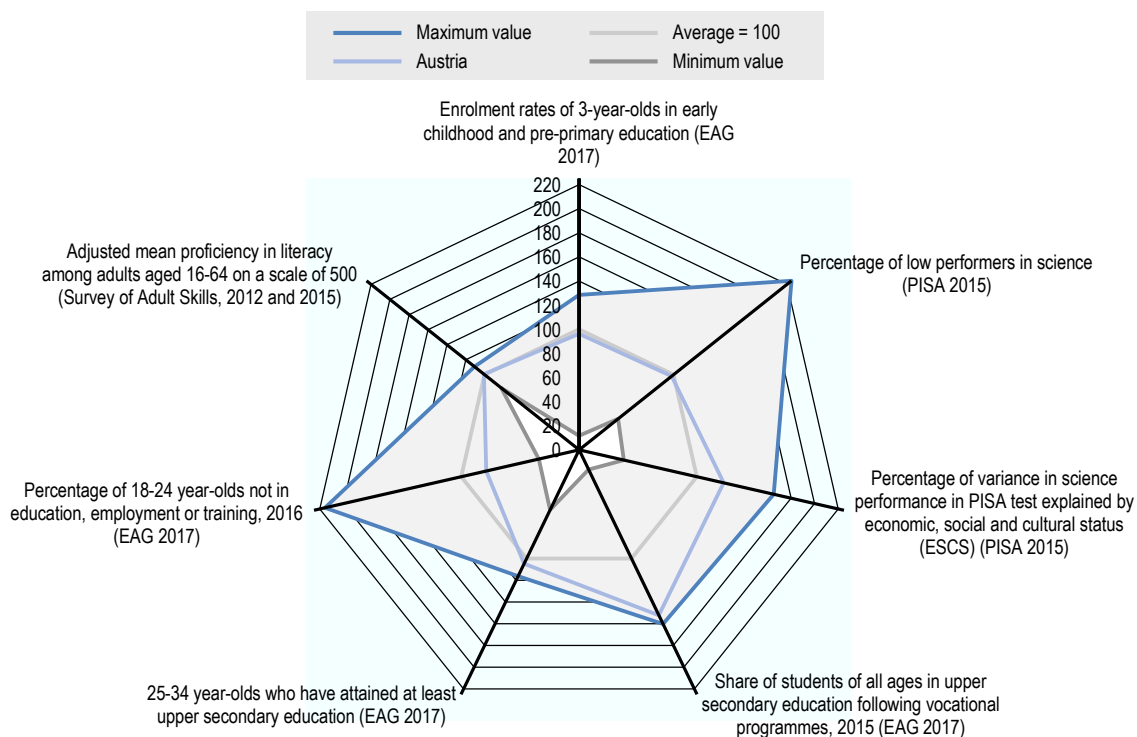 Maximum value
Average = 100
Austria
Minimum value
Enrolment rates of 3-year-olds in early
childhood and pre-primary education (EAG
2017)
220
200
180
160
140
120
100
80
60
40
20
0
Adjusted mean proficiency in literacy
among adults aged 16-64 on a scale of 500
(Survey of Adult Skills, 2012 and 2015)
Percentage of low performers in science
(PISA 2015)
Percentage of 18-24 year-olds not in
education, employment or training, 2016
(EAG 2017)
Percentage of variance in science
performance in PISA test explained by
economic, social and cultural status
(ESCS) (PISA 2015)
25-34 year-olds who have attained at least
upper secondary education (EAG 2017)
Share of students of all ages in upper
secondary education following vocational
programmes, 2015 (EAG 2017)